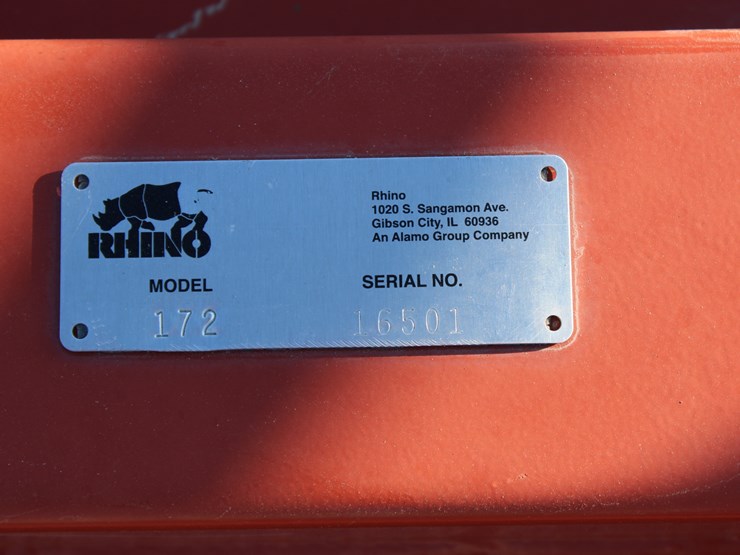 RHINO
Rhino
1020 S. Sangamon Ave.
Gibson City, IL 60936
An Alamo Group Company
MODEL
SERIAL NO.
172
16501